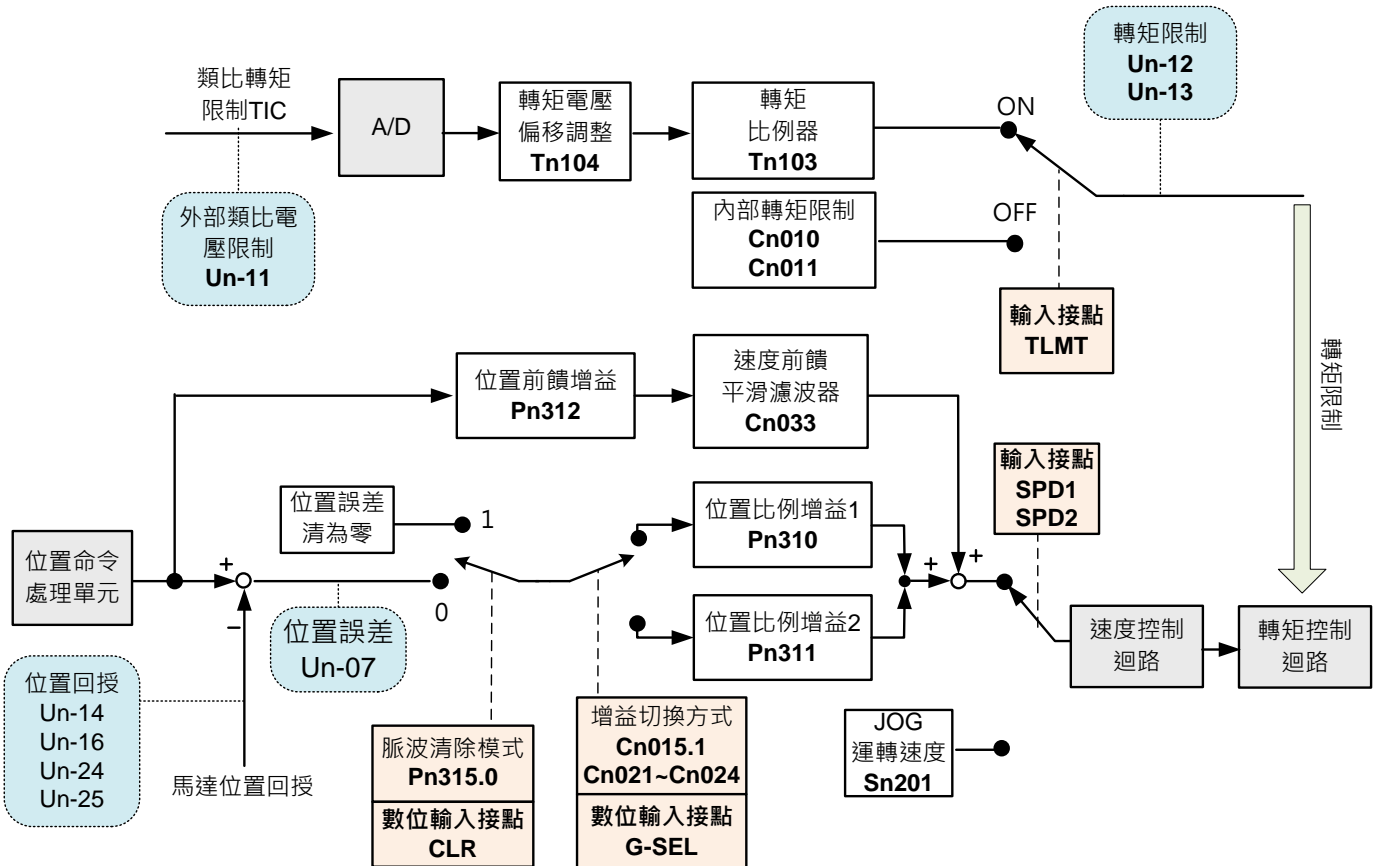 類比轉矩
限制TIC
外部類比電
壓限制
Un-11
A/D
轉矩電壓
偏移調整
Tn104
轉矩
比例器
Tn103
內部轉矩限制
Cn010
Cn011
ON
OFF
轉矩限制
Un-12
Un-13
輸入接點
TLMT
轉矩限制
位置前饋增益
Pn312
速度前饋
平滑濾波器
Cn033
位置命令
處理單元
+
−
位置誤差
清為零
1
0
位置誤差
Un-07
位置回授
Un-14
Un-16
Un-24
Un-25
馬達位置回授
脈波清除模式
Pn315.0
數位輸入接點
CLR
增益切換方式
Cn015.1
Cn021~Cn024
數位輸入接點
G-SEL
位置比例增益1
Pn310
位置比例增益2
Pn311
+
+
輸入接點
SPD1
SPD2
JOG
運轉速度
Sn201
速度控制
迴路
轉矩控制
迴路